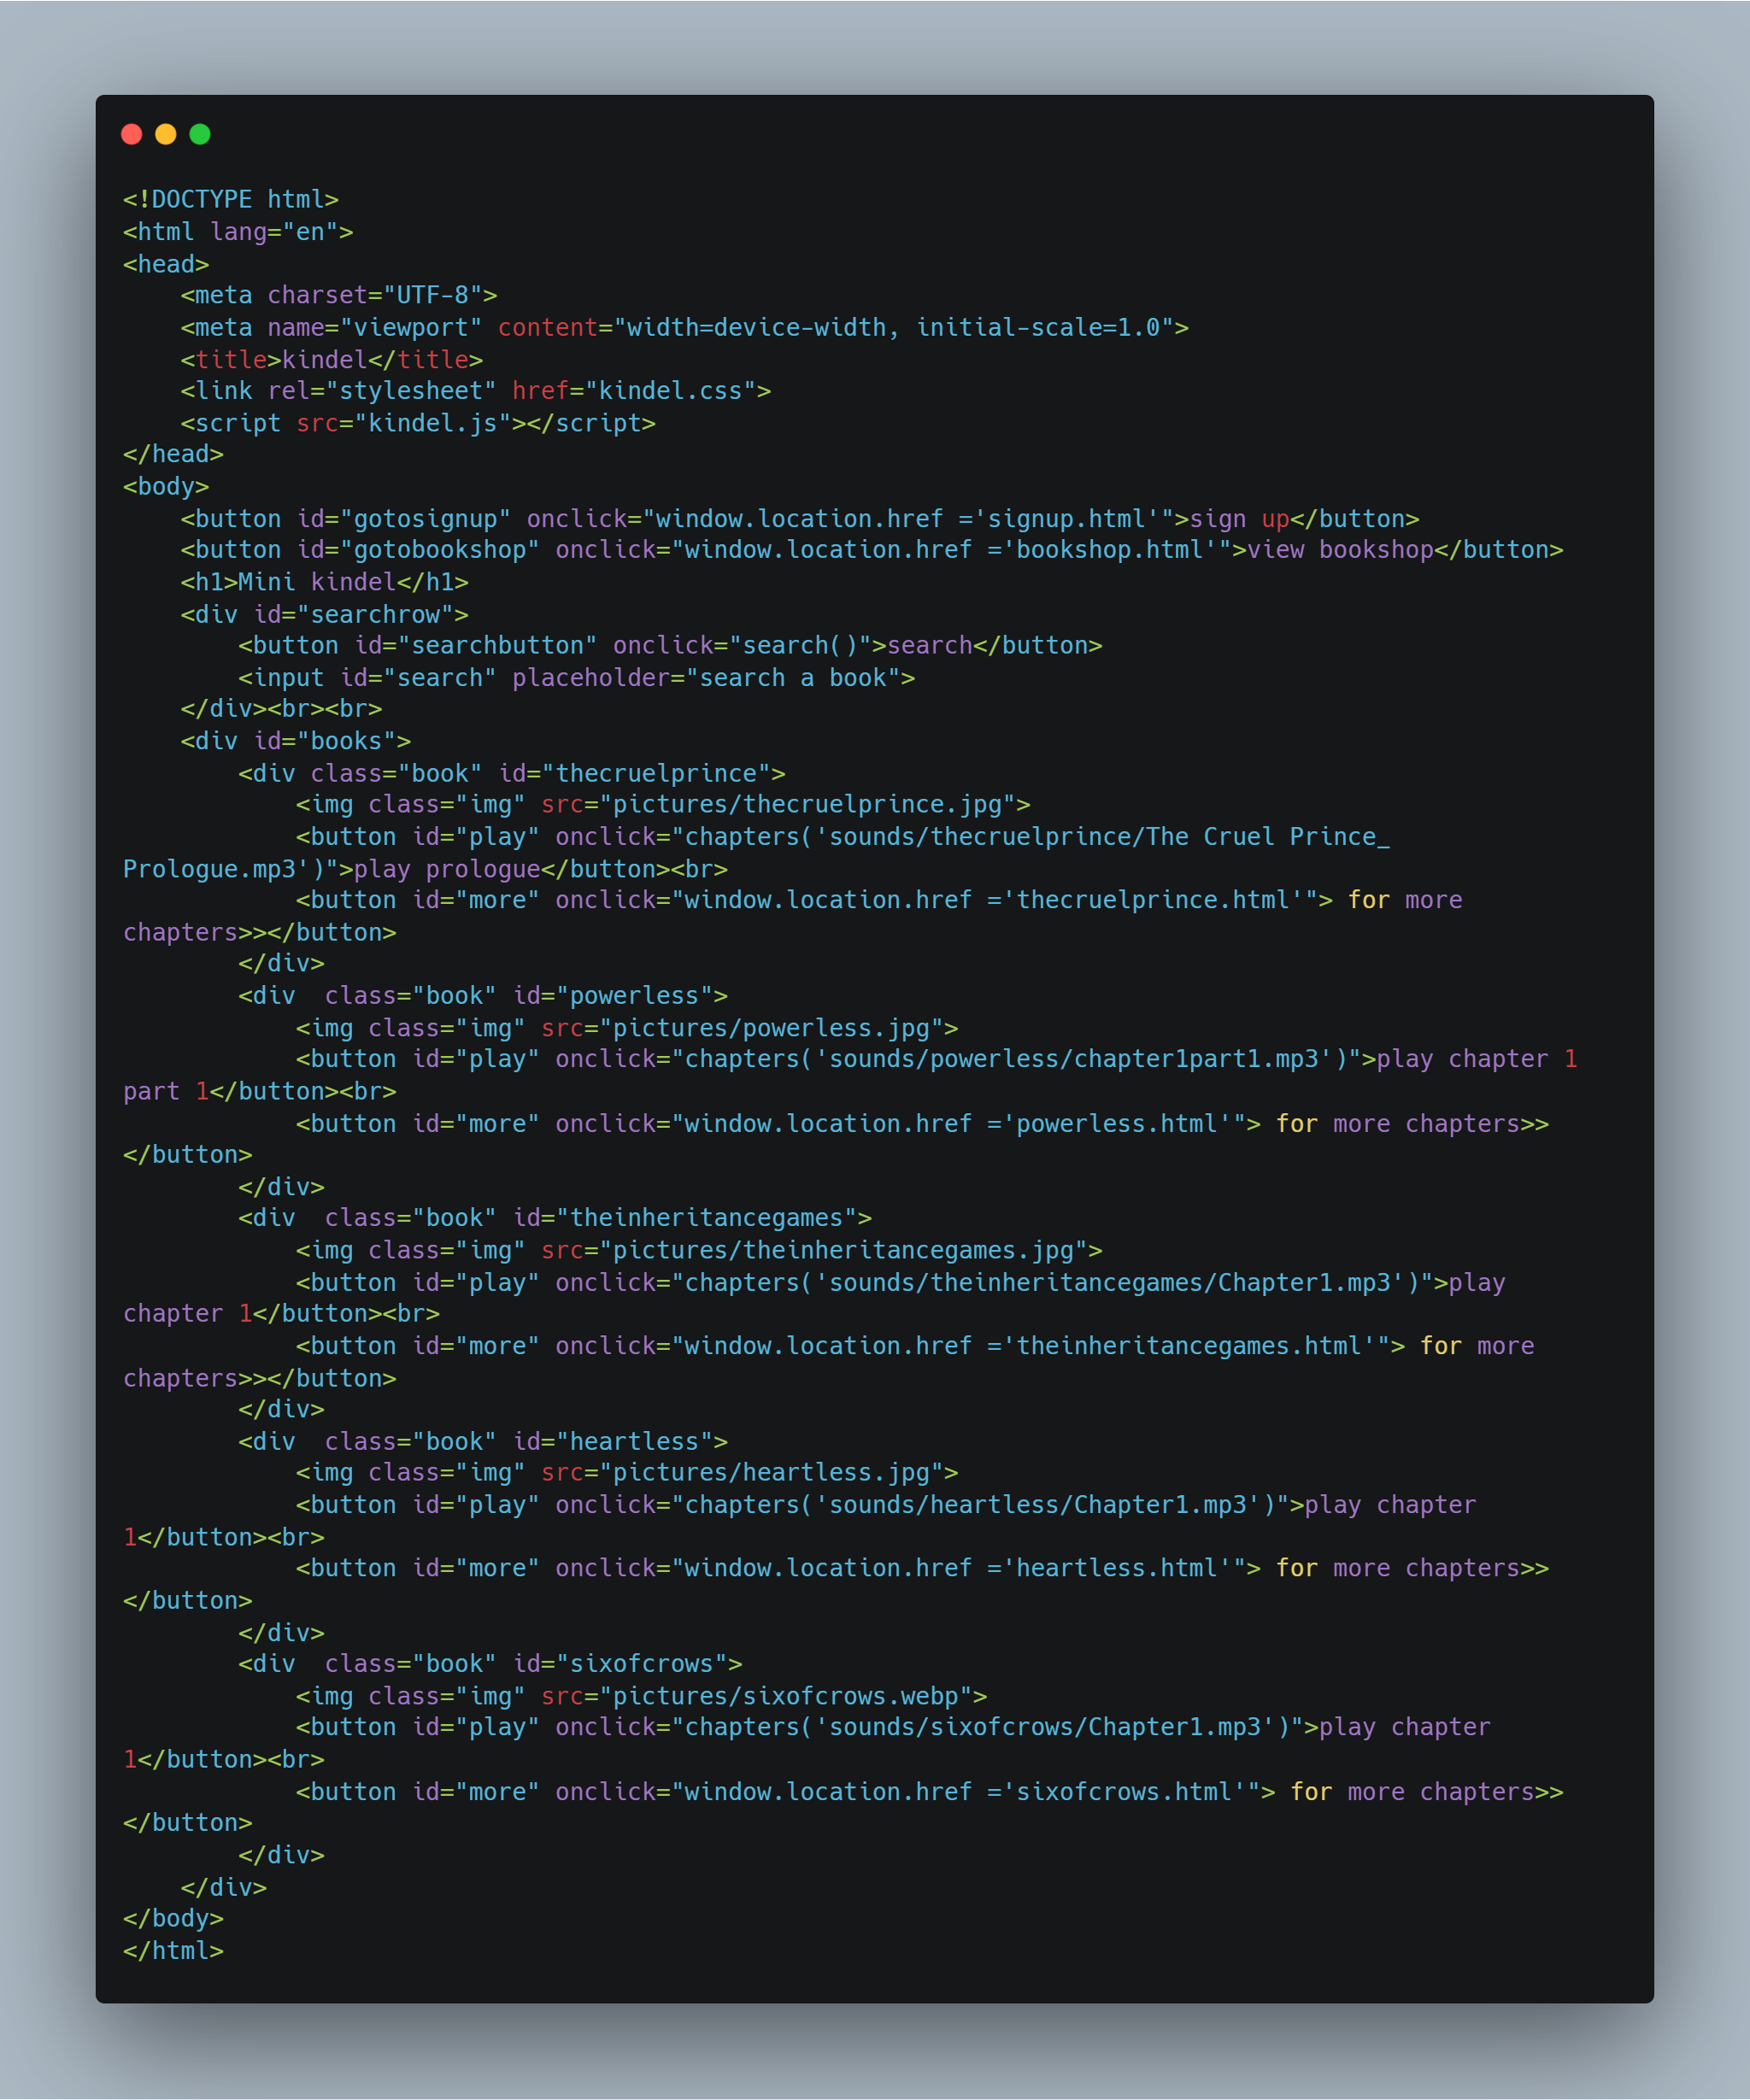 <!DOCTYPE html>
<html lang="en">
<head>
    <meta charset="UTF-8">
    <meta name="viewport" content="width=device-width, initial-scale=1.0">
    <title>kindel</title>
    <link rel="stylesheet" href="kindel.css">
    <script src="kindel.js"></script>
</head>
<body>
    <button id="gotosignup" onclick="window.location.href ='signup.html'">sign up</button>
    <button id="gotobookshop" onclick="window.location.href ='bookshop.html'">view bookshop</button>
    <h1>Mini kindel</h1>
    <div id="searchrow">
        <button id="searchbutton" onclick="search()">search</button>
        <input id="search" placeholder="search a book">
    </div><br><br>
    <div id="books">
        <div class="book" id="thecruelprince">
            <img class="img" src="pictures/thecruelprince.jpg">
            <button id="play" onclick="chapters('sounds/thecruelprince/The Cruel Prince_
Prologue.mp3')">play prologue</button><br>
            <button id="more" onclick="window.location.href ='thecruelprince.html'"> for more
chapters>></button>
        </div>
        <div  class="book" id="powerless">
            <img class="img" src="pictures/powerless.jpg">
            <button id="play" onclick="chapters('sounds/powerless/chapter1part1.mp3')">play chapter 1
part 1</button><br>
            <button id="more" onclick="window.location.href ='powerless.html'"> for more chapters>>
</button>
        </div>
        <div  class="book" id="theinheritancegames">
            <img class="img" src="pictures/theinheritancegames.jpg">
            <button id="play" onclick="chapters('sounds/theinheritancegames/Chapter1.mp3')">play
chapter 1</button><br>
            <button id="more" onclick="window.location.href ='theinheritancegames.html'"> for more
chapters>></button>
        </div>
        <div  class="book" id="heartless">
            <img class="img" src="pictures/heartless.jpg">
            <button id="play" onclick="chapters('sounds/heartless/Chapter1.mp3')">play chapter
1</button><br>
            <button id="more" onclick="window.location.href ='heartless.html'"> for more chapters>>
</button>
        </div>
        <div  class="book" id="sixofcrows">
            <img class="img" src="pictures/sixofcrows.webp">
            <button id="play" onclick="chapters('sounds/sixofcrows/Chapter1.mp3')">play chapter
1</button><br>
            <button id="more" onclick="window.location.href ='sixofcrows.html'"> for more chapters>>
</button>
        </div>
    </div>
</body>
</html>